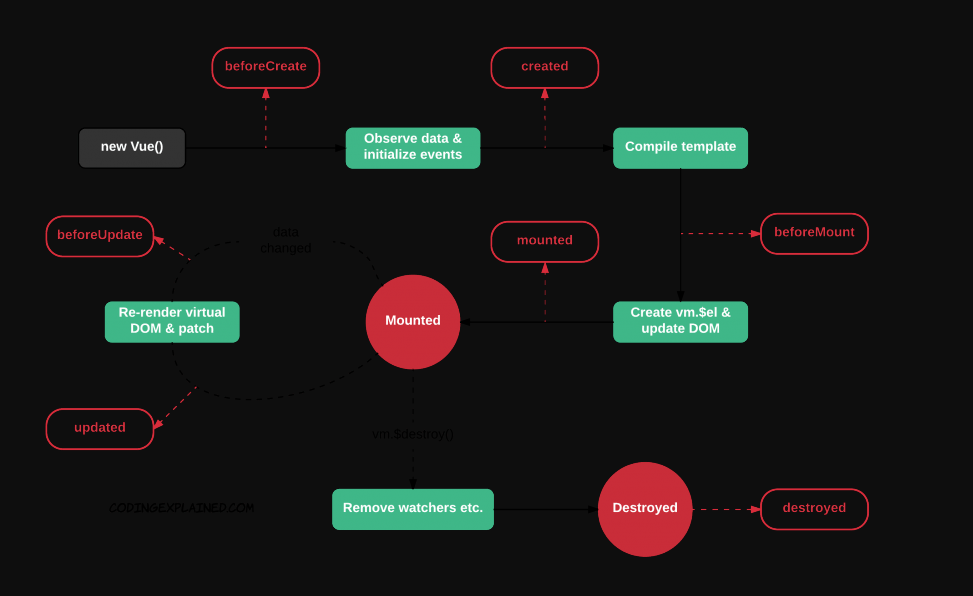 beforeCreate
created
new Vue()
Observe data &
initialize events
Compile template
beforeUpdate
data
changed
mounted
beforeMount
Re-render virtual
DOM & patch
Mounted
Create vm.$el &
update DOM
updated
vm.$destroy()
CODINGEXPLAINED.COM
Remove watchers etc.
Destroyed
destroyed